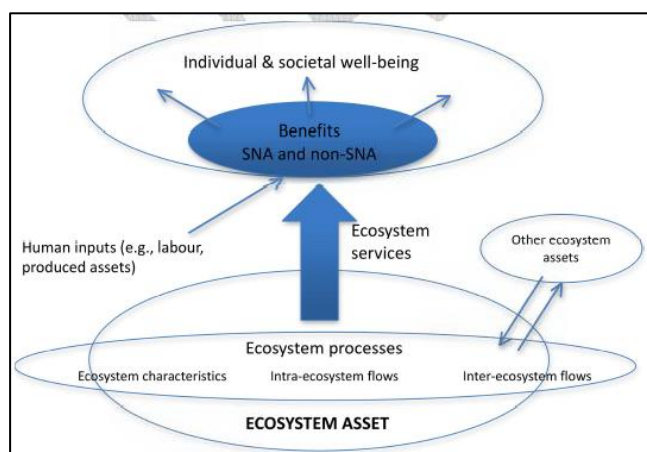 Individual & societal well-being
Benefits
SNA and non-SNA
Ecosystem
services
Human inputs (e.g., labour,
produced assets)
Other ecosystem
assets
Ecosystem processes
Ecosystem characteristics
Intra-ecosystem flows
Inter-ecosystem flows
ECOSYSTEM ASSET